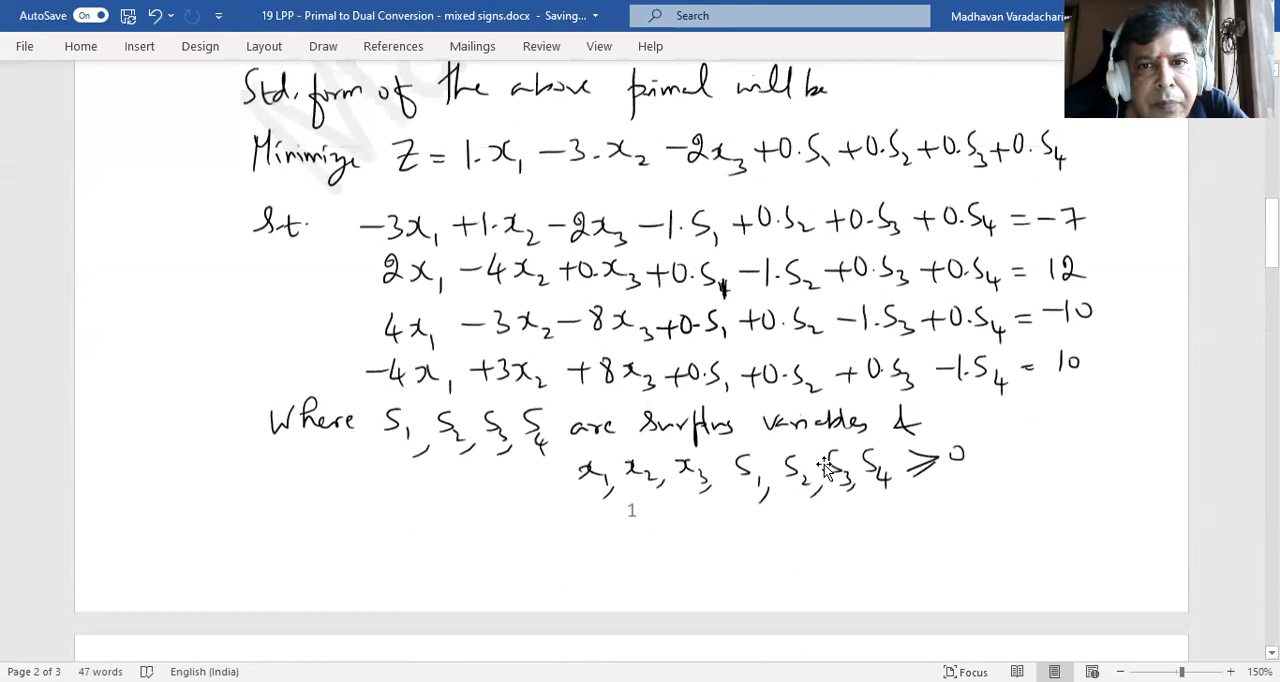 AutoSave On 19 LPP - Primal to Dual Conversion - mixed signs.docx - Saving... Search Madhavan Varadachari
File Home Insert Design Layout Draw References Mailings Review View Help
Std. form of the above primal will be
Minimize Z = 1.x₁ -3.x₂ -2x₃ +0.S₁ +0.S₂ +0.S₃ +0.S₄
St. -3x₁ +1.x₂ -2x₃ -1.S₁ +0.S₂ +0.S₃ +0.S₄ = -7
2x₁ -4x₂ +0.x₃ +0.S₁ -1.S₂ +0.S₃ +0.S₄ = 12
4x₁ -3x₂ -8x₃ +0.S₁ +0.S₂ -1.S₃ +0.S₄ = -10
-4x₁ +3x₂ +8x₃ +0.S₁ +0.S₂ +0.S₃ -1.S₄ = 10
Where S₁, S₂, S₃, S₄ are surplus variables &
x₁, x₂, x₃, S₁, S₂, S₃, S₄ ≥ 0
1
Page 2 of 3 47 words English (India) Focus 150%